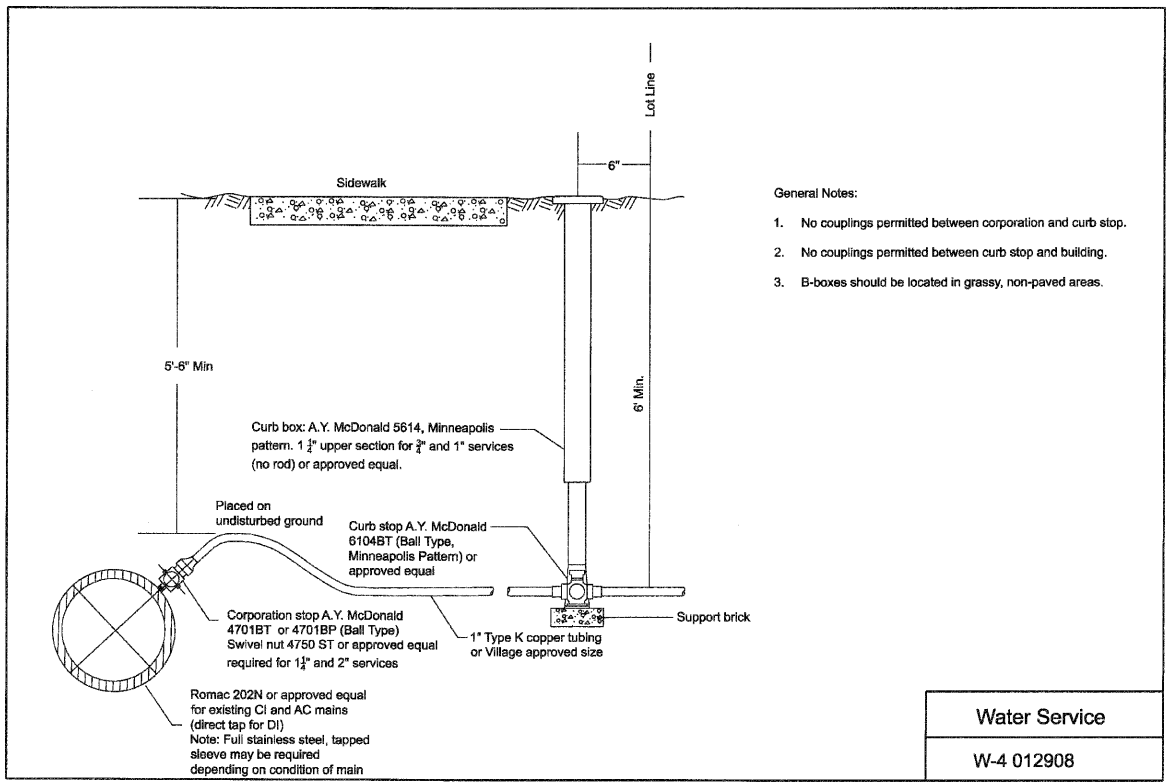 Lot Line
6"
Sidewalk
General Notes:
1. No couplings permitted between corporation and curb stop.
2. No couplings permitted between curb stop and building.
3. B-boxes should be located in grassy, non-paved areas.
5'-6" Min
6' Min.
Curb box: A.Y. McDonald 5614, Minneapolis
pattern. 1 1/4" upper section for 3/4" and 1" services
(no rod) or approved equal.
Placed on
undisturbed ground
Curb stop A.Y. McDonald
6104BT (Ball Type,
Minneapolis Pattern) or
approved equal
Corporation stop A.Y. McDonald
4701BT or 4701BP (Ball Type)
Swivel nut 4750 ST or approved equal
required for 1 1/4" and 2" services
Support brick
1" Type K copper tubing
or Village approved size
Romac 202N or approved equal
for existing CI and AC mains
(direct tap for DI)
Note: Full stainless steel, tapped
sleeve may be required
depending on condition of main
Water Service
W-4 012908